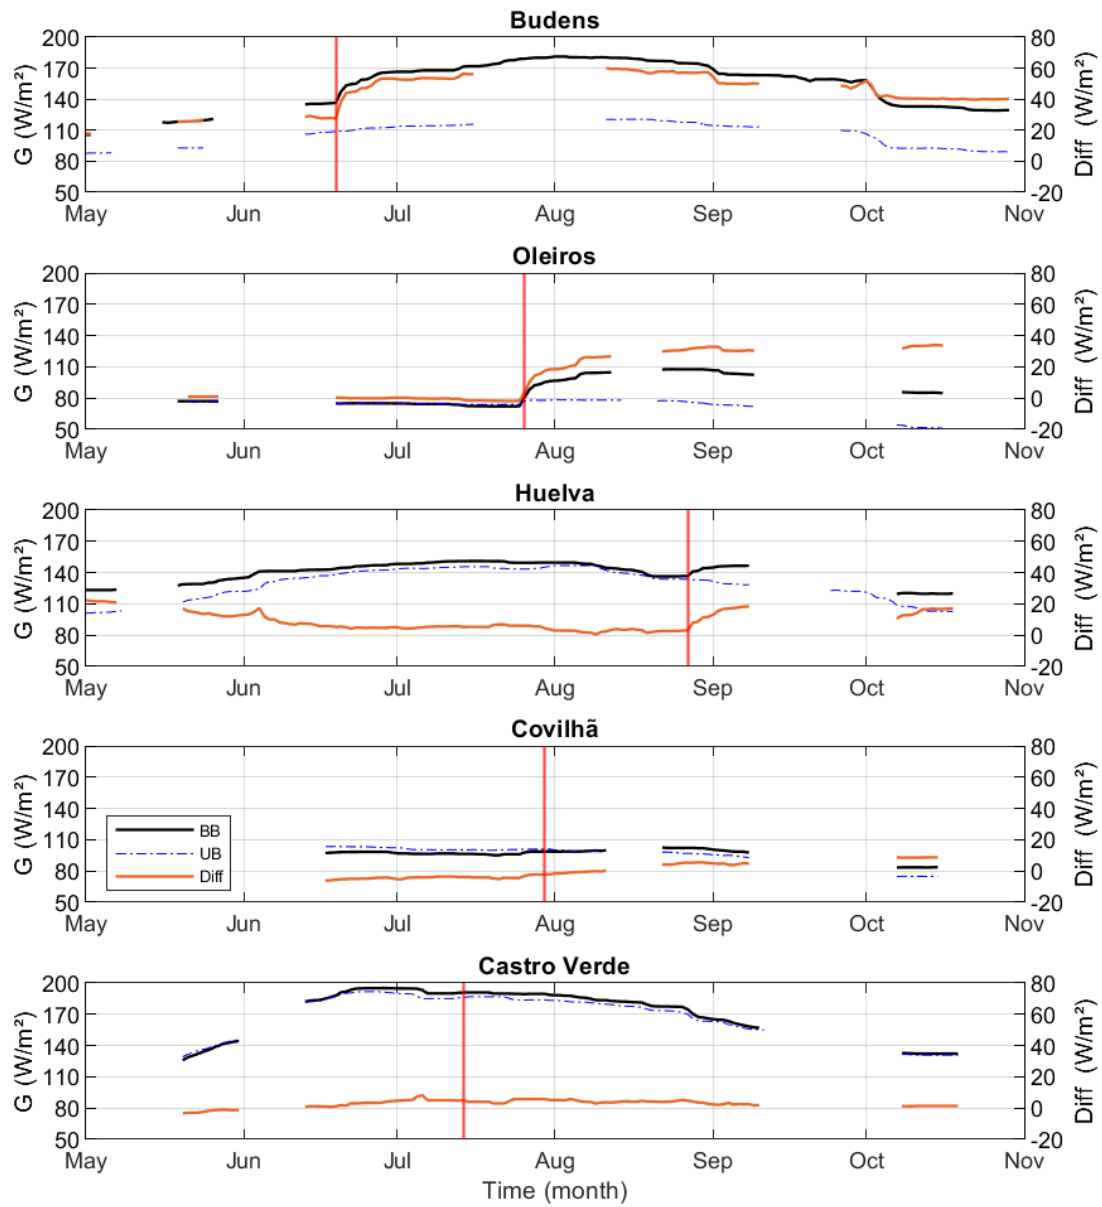 Budens
200
170
140
110
80
50
G (W/m²)
80
60
40
20
0
-20
Diff (W/m²)
May Jun Jul Aug Sep Oct Nov
Oleiros
200
170
140
110
80
50
G (W/m²)
80
60
40
20
0
-20
Diff (W/m²)
May Jun Jul Aug Sep Oct Nov
Huelva
200
170
140
110
80
50
G (W/m²)
80
60
40
20
0
-20
Diff (W/m²)
May Jun Jul Aug Sep Oct Nov
Covilhã
200
170
140
110
80
50
G (W/m²)
BB
UB
Diff
80
60
40
20
0
-20
Diff (W/m²)
May Jun Jul Aug Sep Oct Nov
Castro Verde
200
170
140
110
80
50
G (W/m²)
80
60
40
20
0
-20
Diff (W/m²)
May Jun Jul Aug Sep Oct Nov
Time (month)